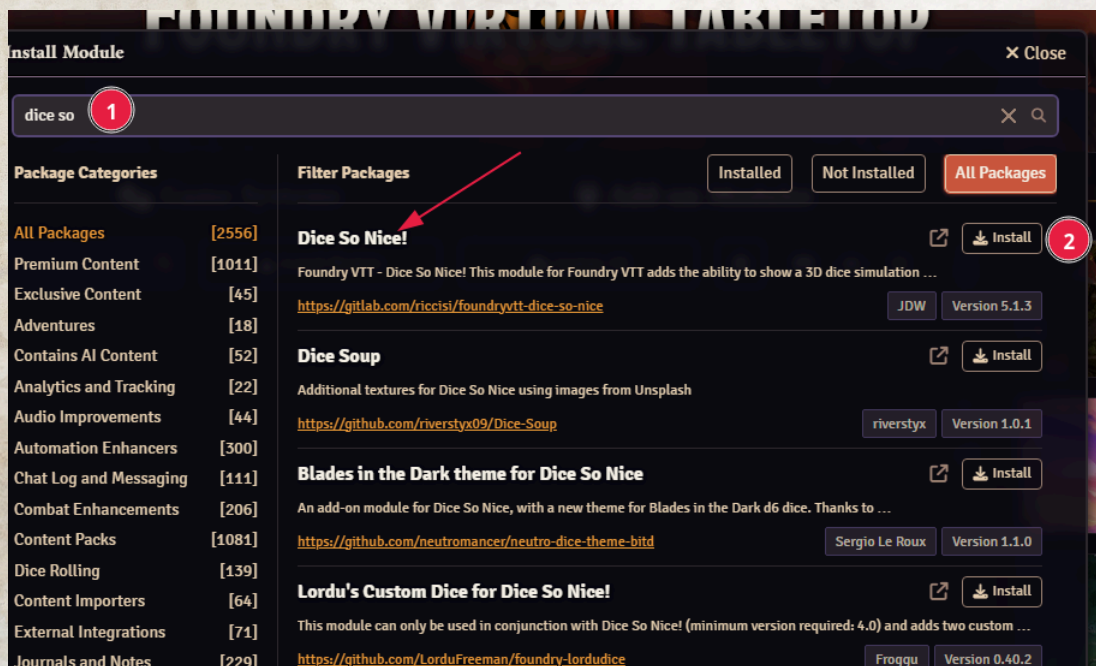 FOUNDRY VIRTUAL TABLETOP
Install Module
× Close
dice so
1
Package Categories
All Packages [2556]
Premium Content [1011]
Exclusive Content [45]
Adventures [18]
Contains AI Content [52]
Analytics and Tracking [22]
Audio Improvements [44]
Automation Enhancers [300]
Chat Log and Messaging [111]
Combat Enhancements [206]
Content Packs [1081]
Dice Rolling [139]
Content Importers [64]
External Integrations [71]
Journals and Notes [229]
Filter Packages
Installed
Not Installed
All Packages
Dice So Nice!
Install
2
Foundry VTT - Dice So Nice! This module for Foundry VTT adds the ability to show a 3D dice simulation ...
https://gitlab.com/riccisi/foundryvtt-dice-so-nice
JDW
Version 5.1.3
Dice Soup
Install
Additional textures for Dice So Nice using images from Unsplash
https://github.com/riverstyx09/Dice-Soup
riverstyx
Version 1.0.1
Blades in the Dark theme for Dice So Nice
Install
An add-on module for Dice So Nice, with a new theme for Blades in the Dark d6 dice. Thanks to ...
https://github.com/neutromancer/neutro-dice-theme-bitd
Sergio Le Roux
Version 1.1.0
Lordu's Custom Dice for Dice So Nice!
Install
This module can only be used in conjunction with Dice So Nice! (minimum version required: 4.0) and adds two custom ...
https://github.com/LorduFreeman/foundry-lordudice
Froggu
Version 0.40.2